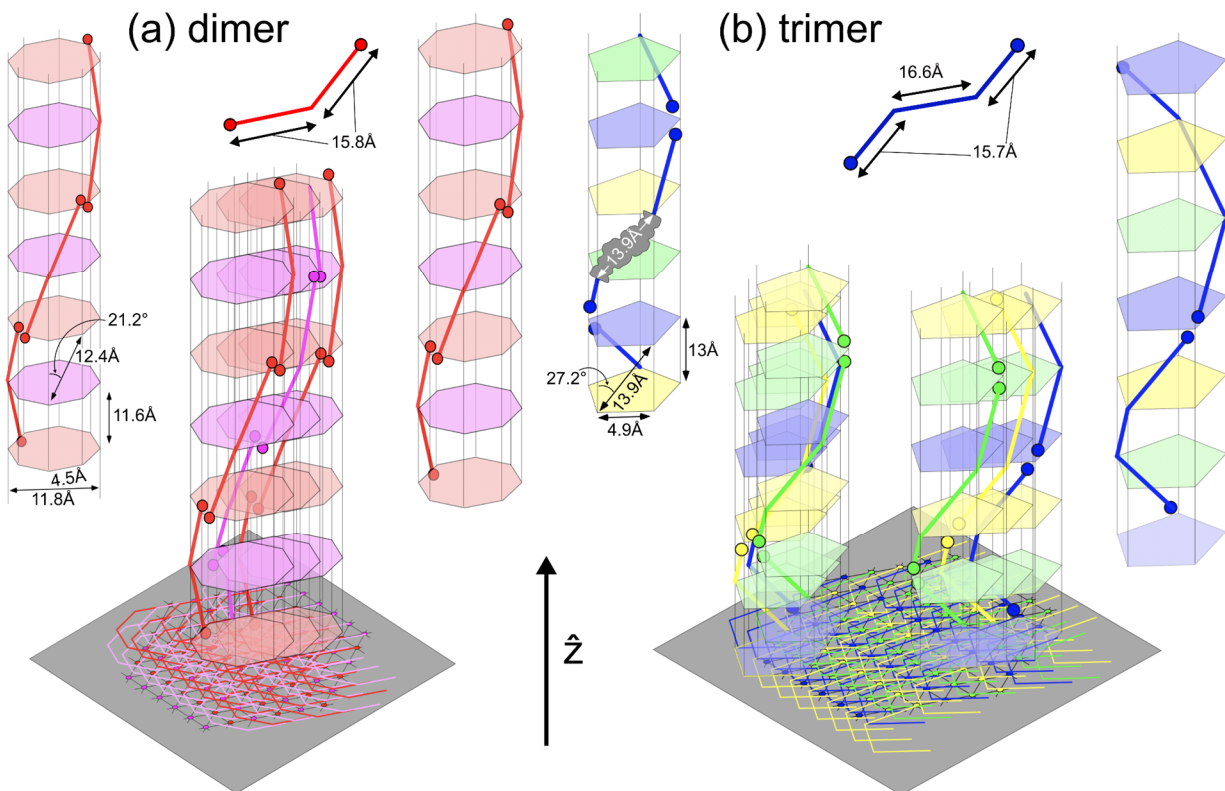 (a) dimer
(b) trimer
15.8Å
16.6Å
15.7Å
13.9Å
21.2°
12.4Å
11.6Å
4.5Å
11.8Å
13Å
27.2°
13.9Å
4.9Å
ẑ